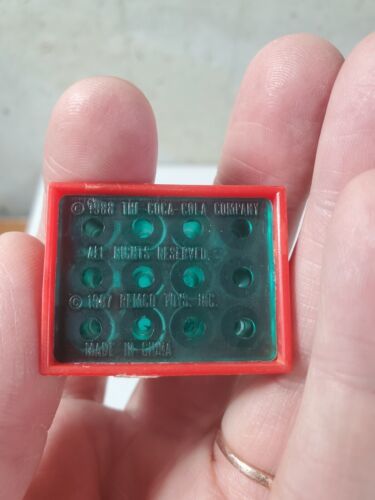 © 1988 THE COCA-COLA COMPANY
ALL RIGHTS RESERVED.
© 1987 REMCO TOYS. INC.
MADE IN CHINA